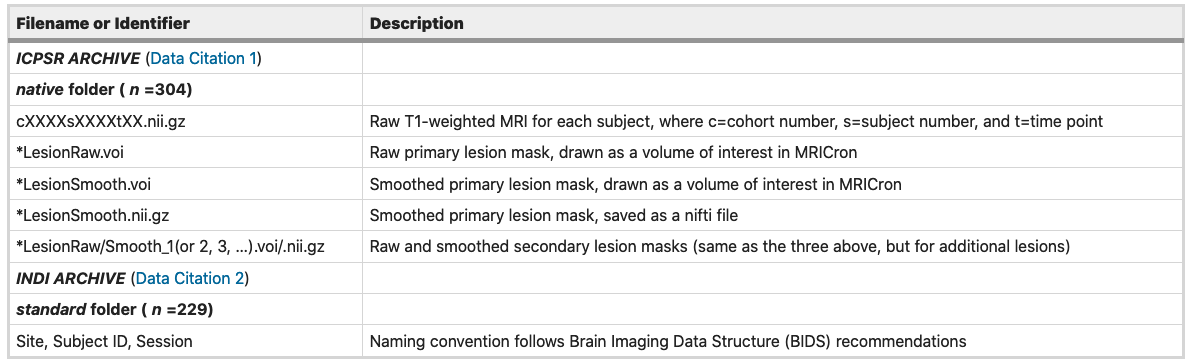 Filename or Identifier Description
ICPSR ARCHIVE (Data Citation 1)
native folder ( n =304)
cXXXXsXXXXtXX.nii.gz Raw T1-weighted MRI for each subject, where c=cohort number, s=subject number, and t=time point
*LesionRaw.voi Raw primary lesion mask, drawn as a volume of interest in MRICron
*LesionSmooth.voi Smoothed primary lesion mask, drawn as a volume of interest in MRICron
*LesionSmooth.nii.gz Smoothed primary lesion mask, saved as a nifti file
*LesionRaw/Smooth_1(or 2, 3, ...).voi/.nii.gz Raw and smoothed secondary lesion masks (same as the three above, but for additional lesions)
INDI ARCHIVE (Data Citation 2)
standard folder ( n =229)
Site, Subject ID, Session Naming convention follows Brain Imaging Data Structure (BIDS) recommendations